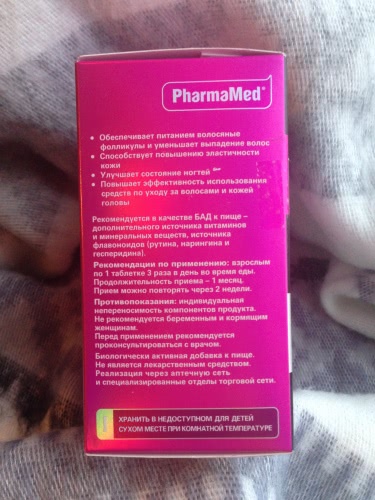 PharmaMed®
• Обеспечивает питанием волосяные
фолликулы и уменьшает выпадение волос
• Способствует повышению эластичности
кожи
• Улучшает состояние ногтей
• Повышает эффективность использования
средств по уходу за волосами и кожей
головы
Рекомендуется в качестве БАД к пище –
дополнительного источника витаминов
и минеральных веществ, источника
флавоноидов (рутина, нарингина и
гесперидина).
Рекомендации по применению: взрослым
по 1 таблетке 3 раза в день во время еды.
Продолжительность приема – 1 месяц.
Прием можно повторять через 2 недели.
Противопоказания: индивидуальная
непереносимость компонентов продукта.
Не рекомендуется беременным и кормящим
женщинам.
Перед применением рекомендуется
проконсультироваться с врачом.
Биологически активная добавка к пище.
Не является лекарственным средством.
Реализация через аптечную сеть
и специализированные отделы торговой сети.
ХРАНИТЬ В НЕДОСТУПНОМ ДЛЯ ДЕТЕЙ
СУХОМ МЕСТЕ ПРИ КОМНАТНОЙ ТЕМПЕРАТУРЕ